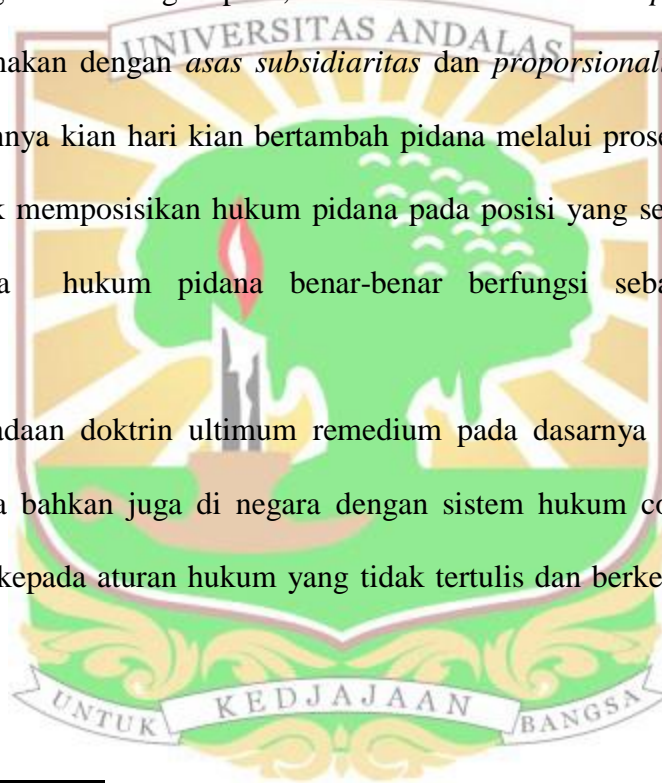 UNIVERSITAS ANDALAS
nakan dengan asas subsidiaritas dan proporsional
nnya kian hari kian bertambah pidana melalui prose
k memposisikan hukum pidana pada posisi yang se
a hukum pidana benar-benar berfungsi seba
adaan doktrin ultimum remedium pada dasarnya
a bahkan juga di negara dengan sistem hukum co
kepada aturan hukum yang tidak tertulis dan berke
UNTUK KEDJAJAAN BANGSA